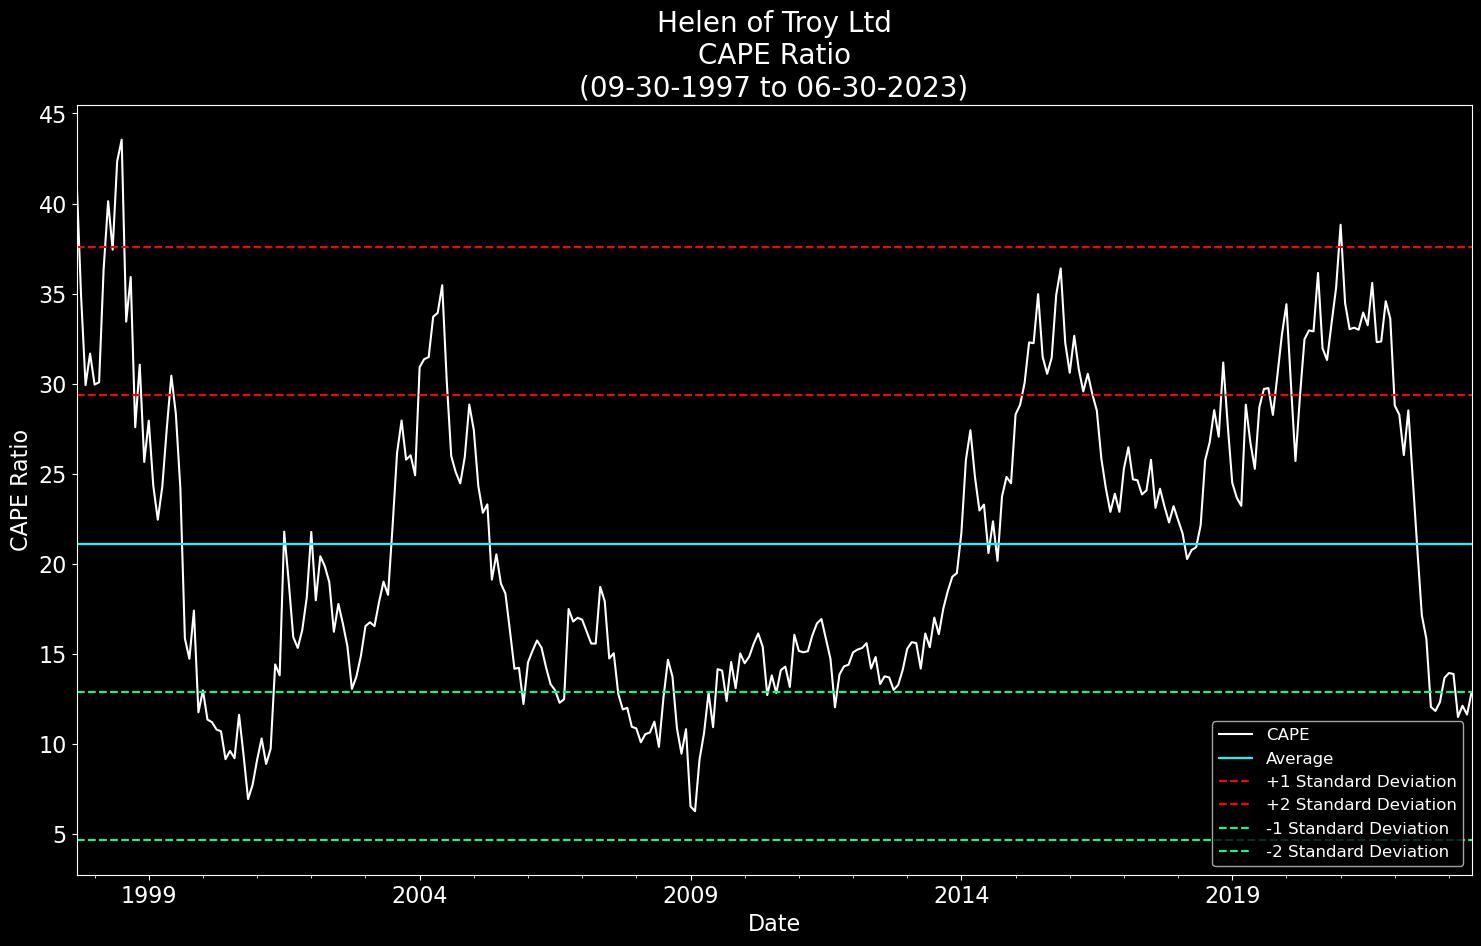 Helen of Troy Ltd
CAPE Ratio
(09-30-1997 to 06-30-2023)
45
40
35
30
25
20
15
10
5
CAPE Ratio
CAPE
Average
+1 Standard Deviation
+2 Standard Deviation
-1 Standard Deviation
-2 Standard Deviation
1999
2004
2009
2014
2019
Date